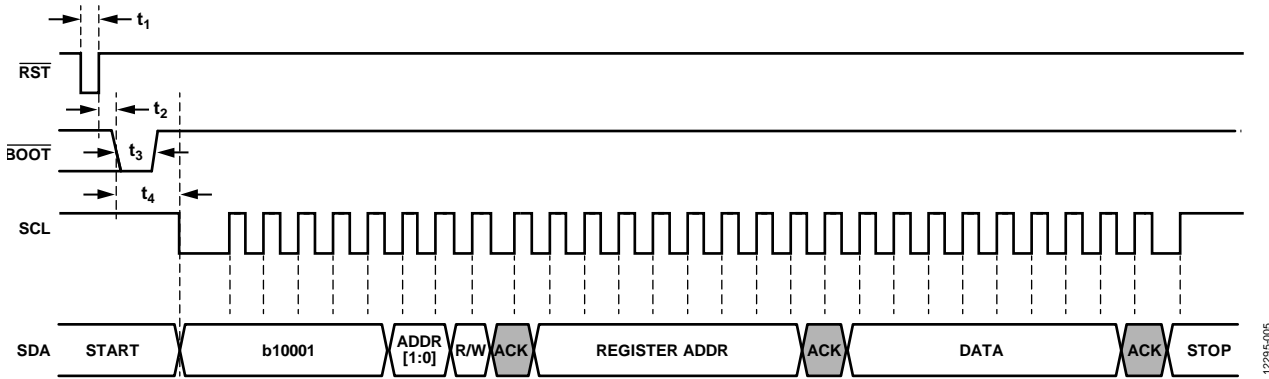 t1
RST
t2
BOOT
t3
t4
SCL
SDA START b10001 ADDR [1:0] R/W ACK REGISTER ADDR ACK DATA ACK STOP
12295-005